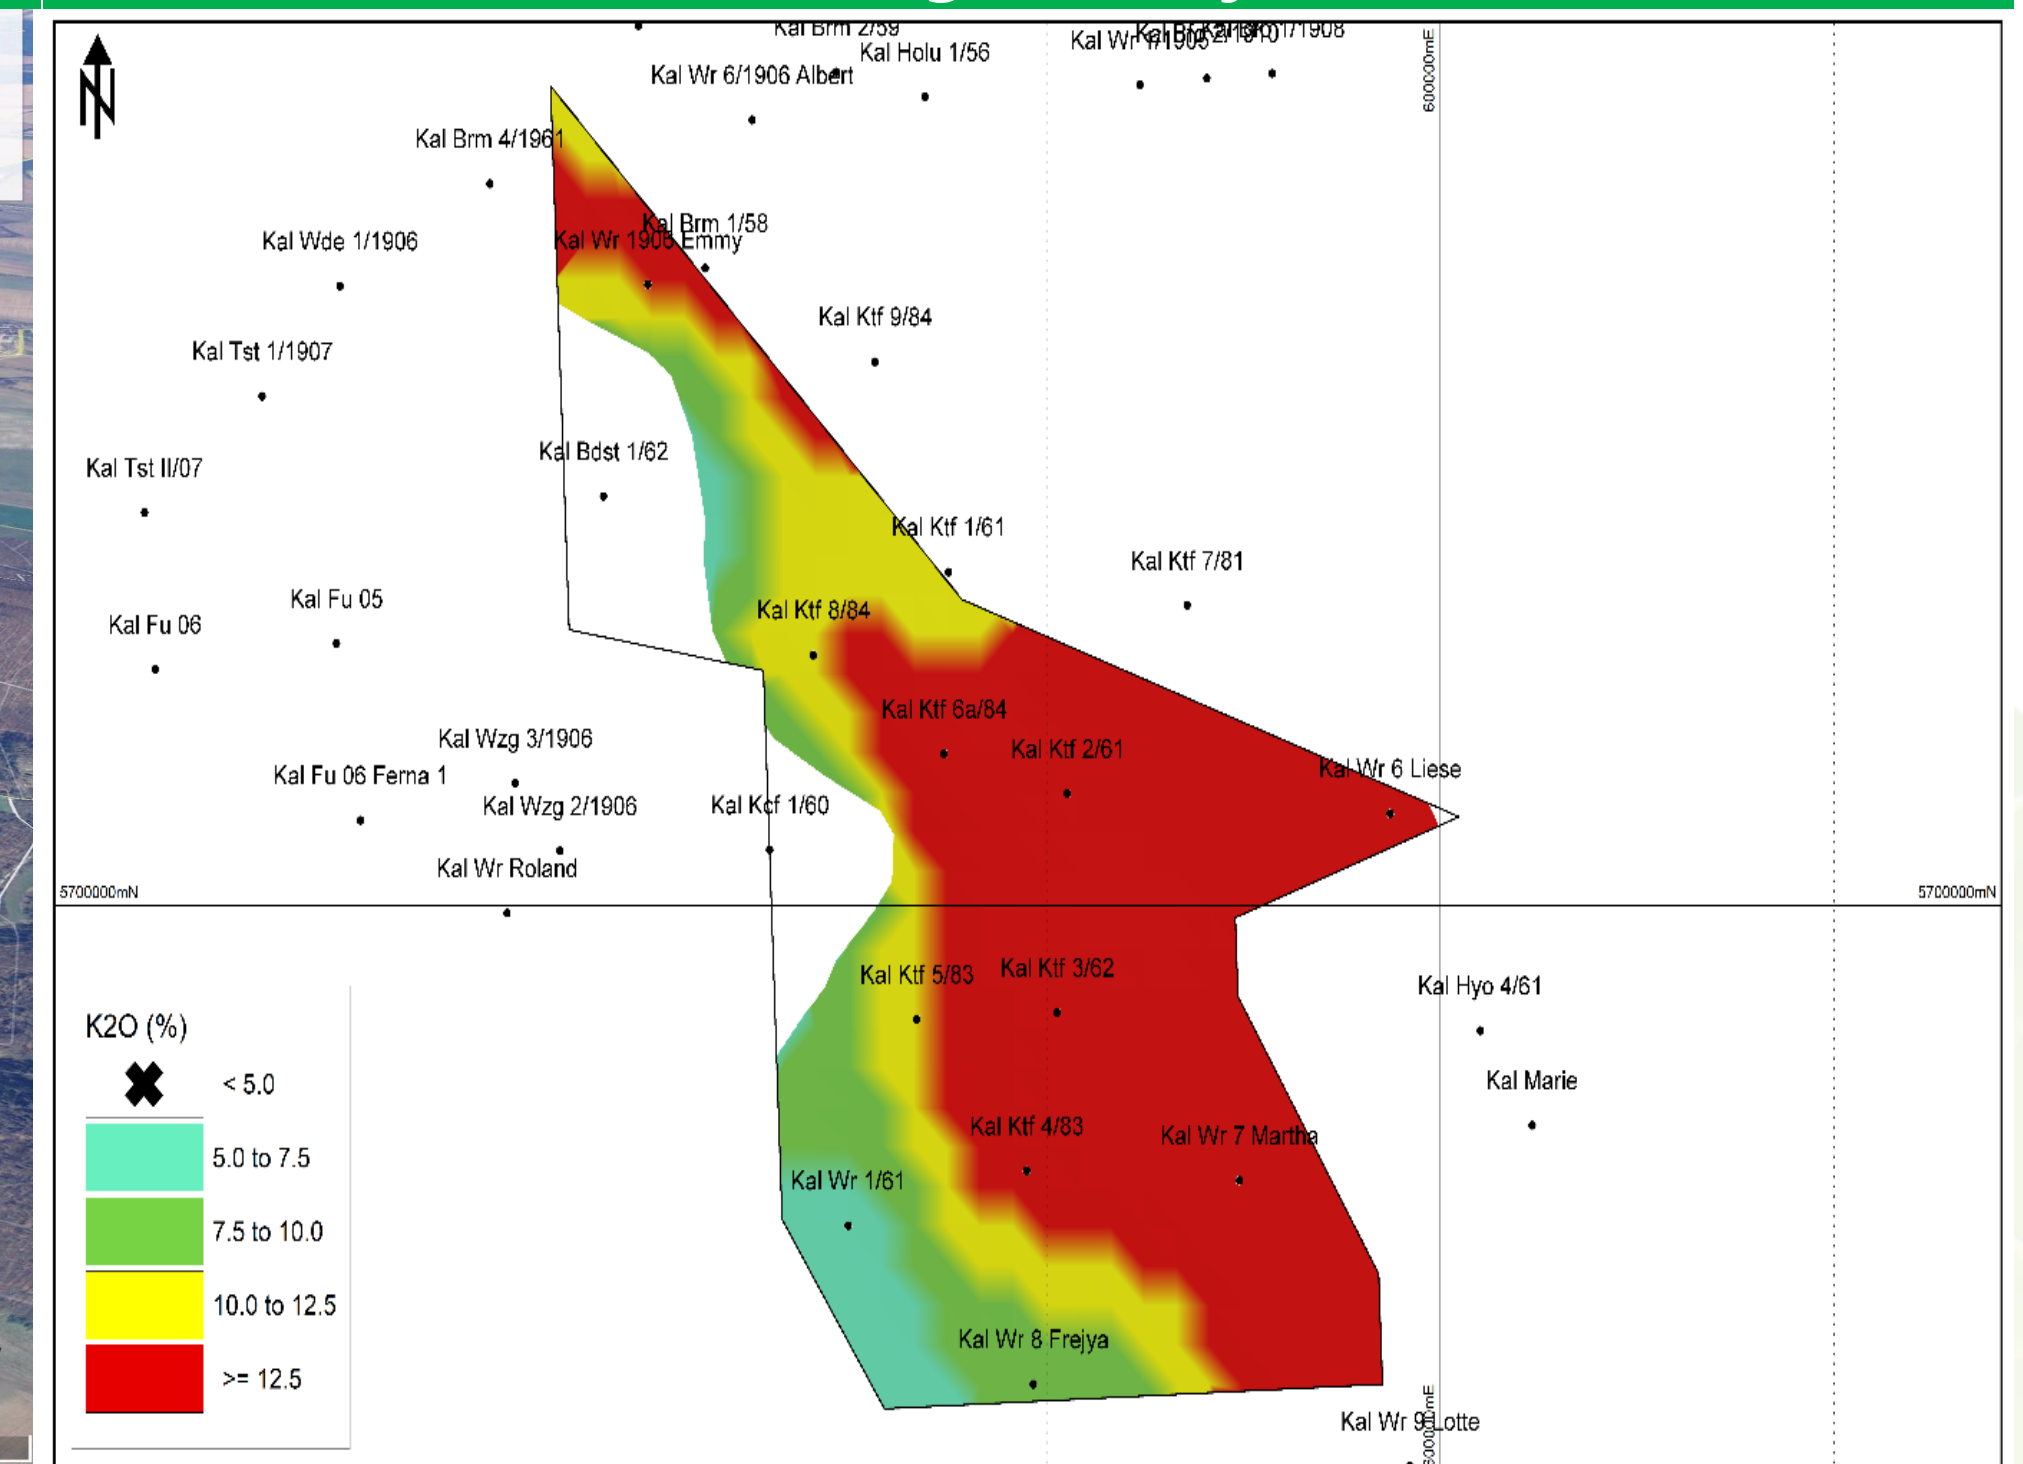 Kal Brm 2/59
Kal Holu 1/56
Kal Wr 6/1906 Albert
600000mE
N
Kal Brm 4/1961
Kal Brm 1/58
Kal Wr 1906 Emmy
Kal Wde 1/1906
Kal Ktf 9/84
Kal Tst 1/1907
Kal Bdst 1/62
Kal Tst II/07
Kal Ktf 1/61
Kal Ktf 7/81
Kal Fu 05
Kal Ktf 8/84
Kal Fu 06
Kal Ktf 6a/84
Kal Wzg 3/1906
Kal Ktf 2/61
Kal Wr 6 Liese
Kal Fu 06 Ferna 1
Kal Wzg 2/1906
Kal Kcf 1/60
Kal Wr Roland
5700000mN
5700000mN
Kal Ktf 5/83
Kal Ktf 3/62
Kal Hyo 4/61
K2O (%)
< 5.0
5.0 to 7.5
7.5 to 10.0
10.0 to 12.5
>= 12.5
Kal Marie
Kal Ktf 4/83
Kal Wr 7 Martha
Kal Wr 1/61
Kal Wr 8 Frejya
Kal Wr 9 Lotte